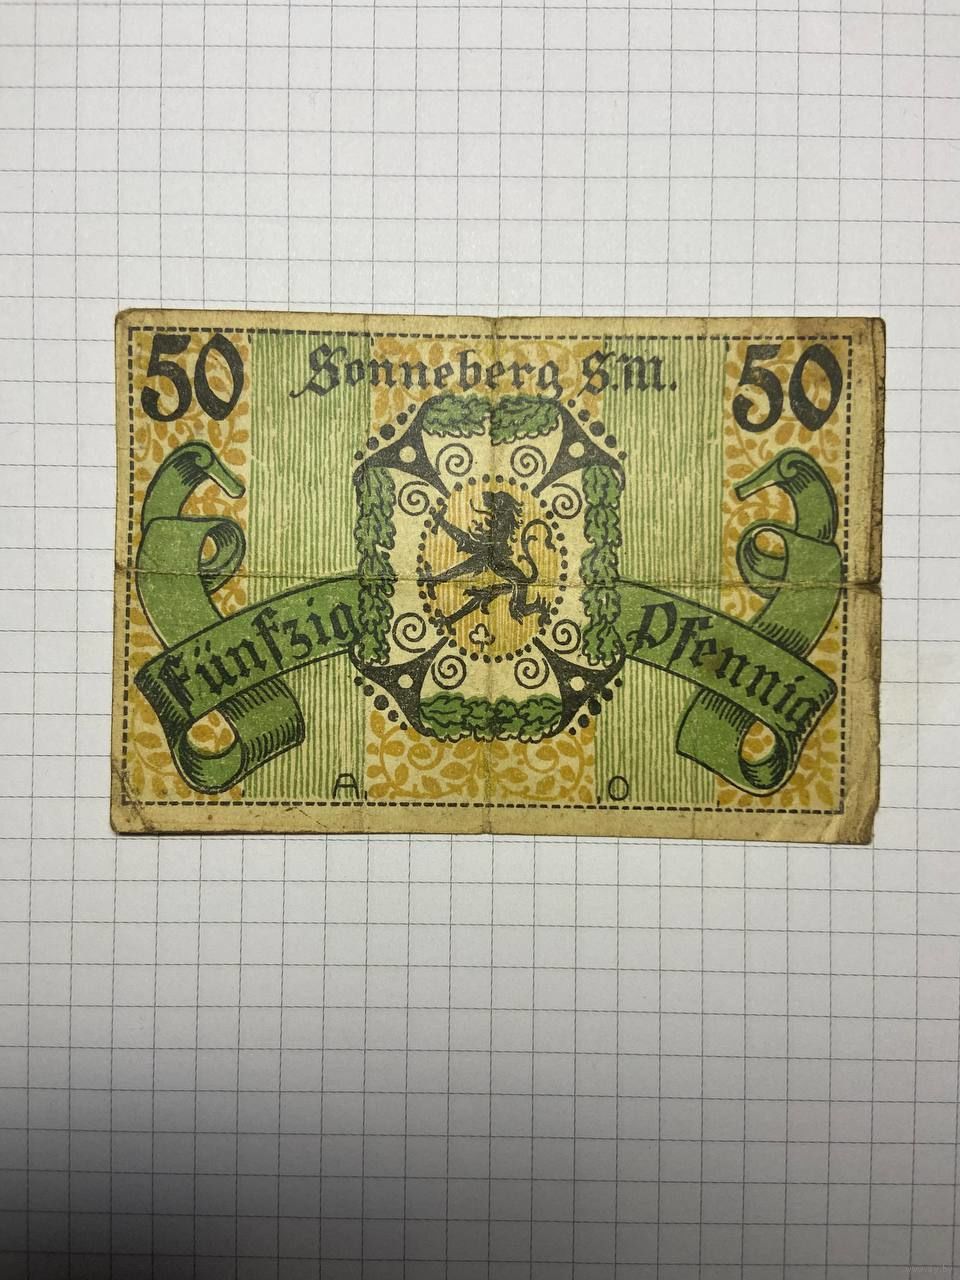 50 Sonneberg S.M. 50
Fünfzig Pfennig
A O